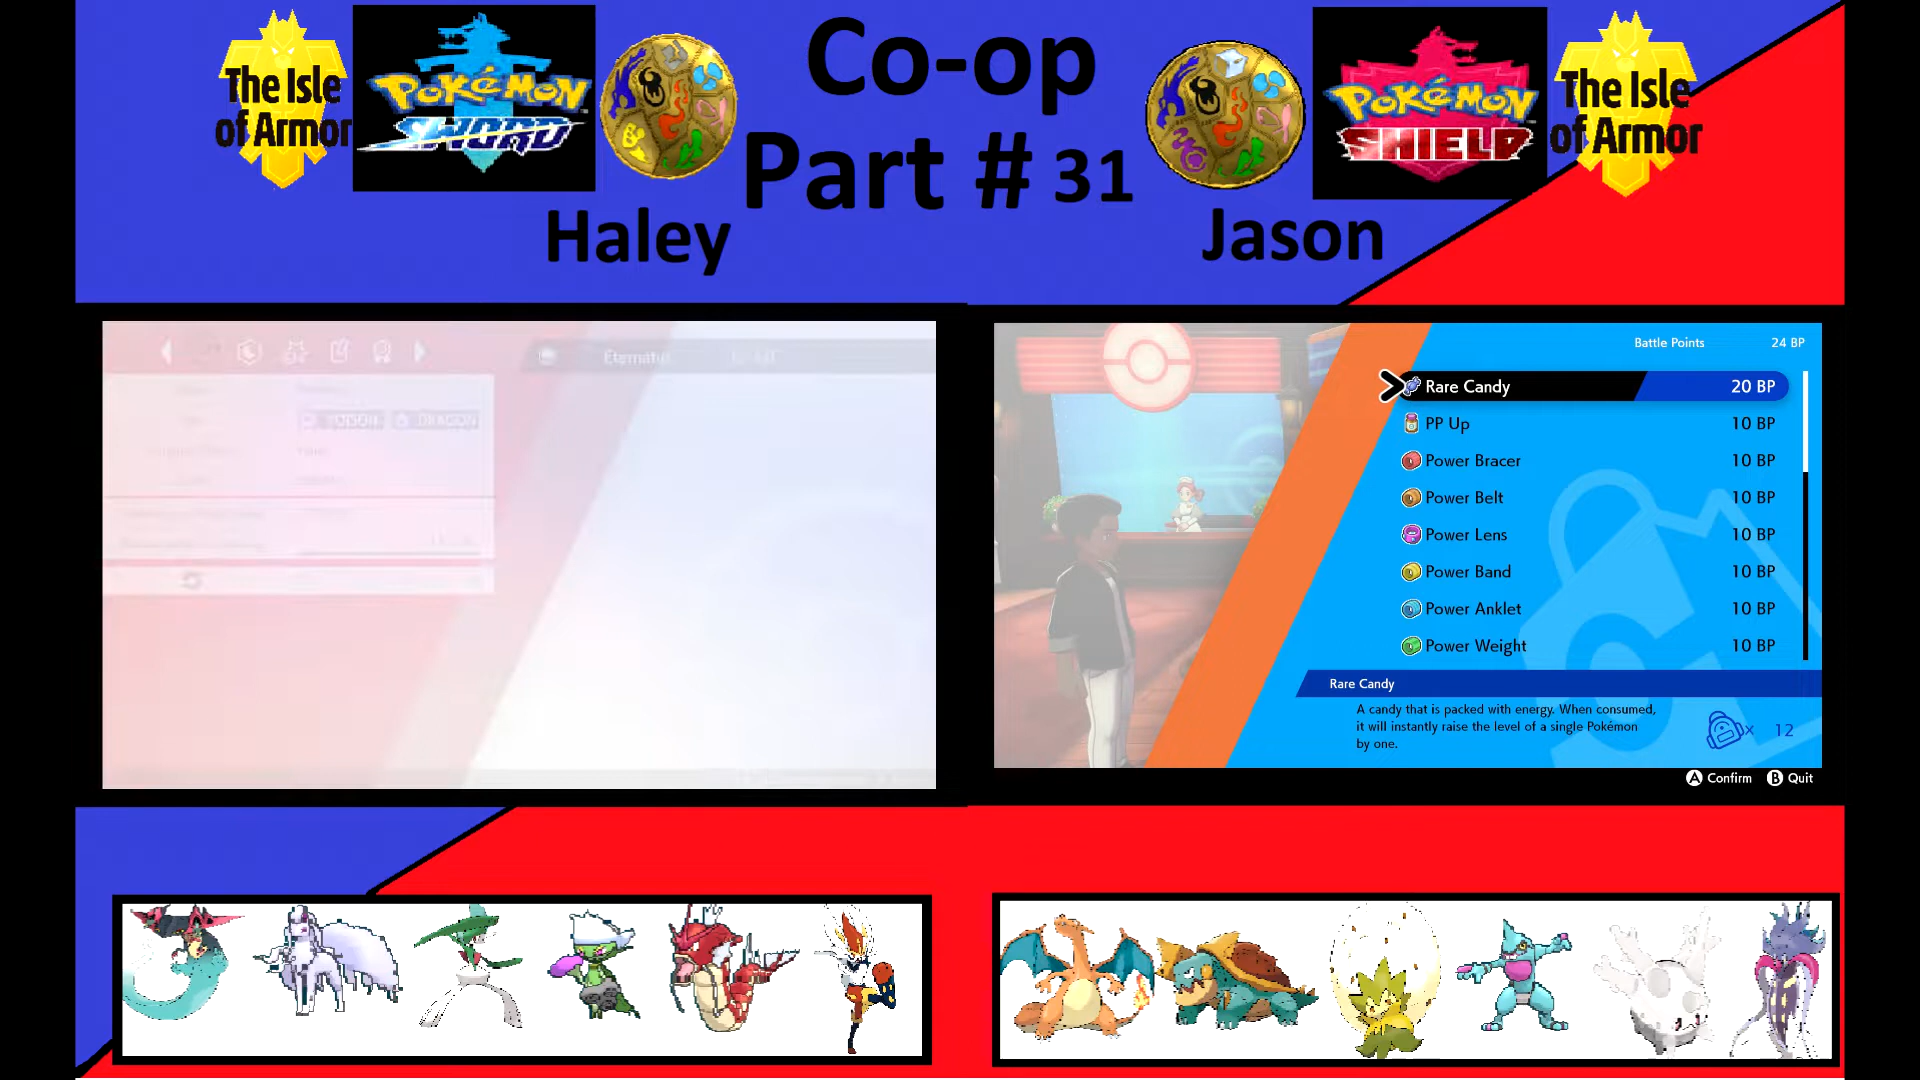 The Isle
of Armor
POKÉMON
SWORD
Co-op
Part # 31
POKÉMON
SHIELD
The Isle
of Armor
Haley
Jason
Eternatus
POISON
DRAGON
Battle Points 24 BP
Rare Candy 20 BP
PP Up 10 BP
Power Bracer 10 BP
Power Belt 10 BP
Power Lens 10 BP
Power Band 10 BP
Power Anklet 10 BP
Power Weight 10 BP
Rare Candy
A candy that is packed with energy. When consumed,
it will instantly raise the level of a single Pokémon
by one.
× 12
A Confirm B Quit